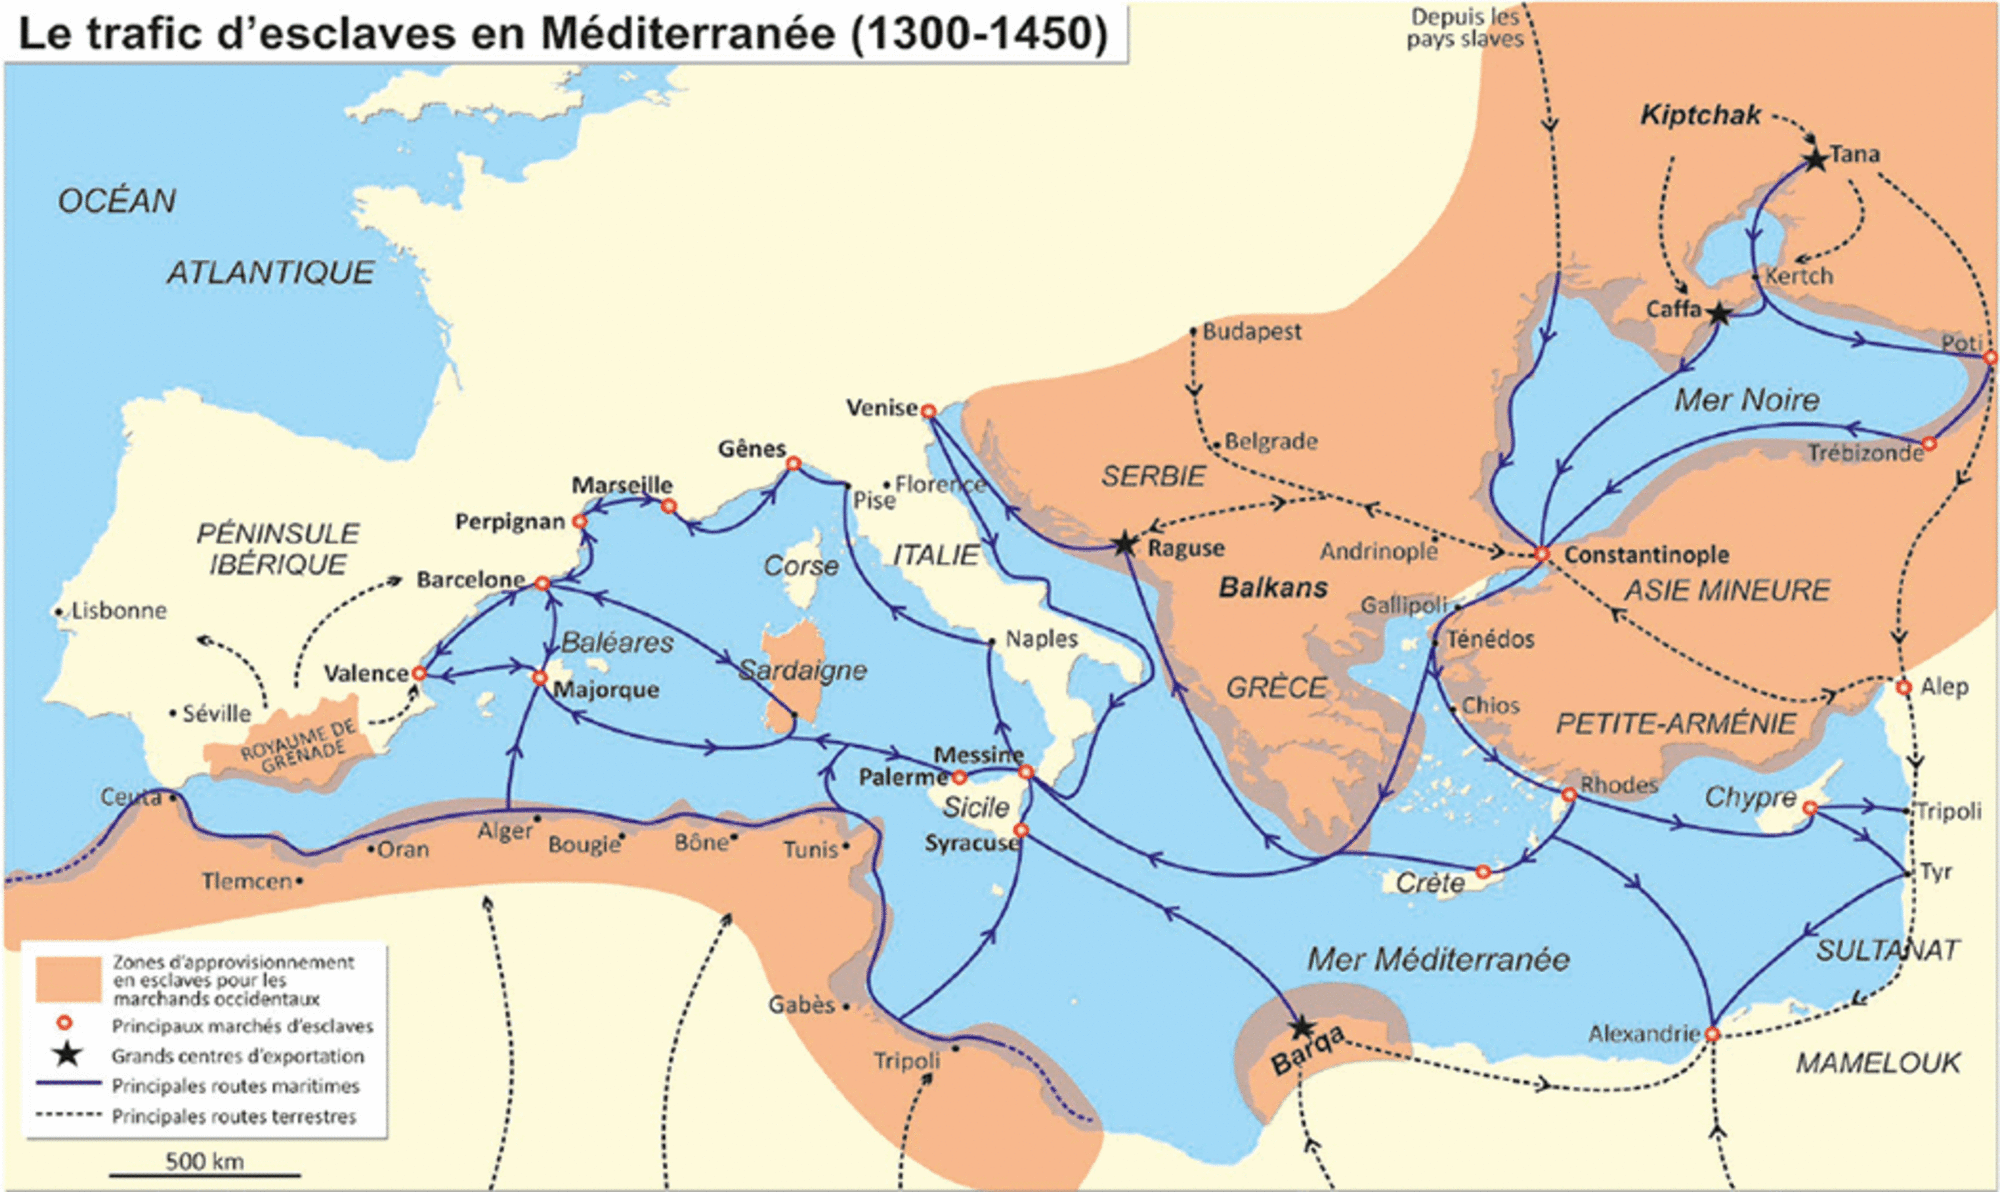 Le trafic d'esclaves en Méditerranée (1300-1450)
Depuis les
pays slaves
Kiptchak
Tana
OCÉAN
ATLANTIQUE
Kertch
Caffa
Budapest
Poti
Mer Noire
Venise
Belgrade
Trébizonde
Gênes
SERBIE
Marseille
Florence
Pise
Perpignan
PÉNINSULE
IBÉRIQUE
Raguse
Andrinople
Constantinople
ITALIE
Corse
Barcelone
Balkans
ASIE MINEURE
Gallipoli
Lisbonne
Baléares
Naples
Ténédos
Valence
Sardaigne
Majorque
GRÈCE
Alep
Chios
Séville
ROYAUME DE
GRENADE
PETITE-ARMÉNIE
Messine
Palerme
Rhodes
Chypre
Ceuta
Sicile
Tripoli
Alger
Bougie
Bône
Tunis
Oran
Syracuse
Tlemcen
Crète
Tyr
Mer Méditerranée
SULTANAT
Gabès
Alexandrie
Barqa
Tripoli
MAMELOUK
Zones d'approvisionnement
en esclaves pour les
marchands occidentaux
Principaux marchés d'esclaves
Grands centres d'exportation
Principales routes maritimes
Principales routes terrestres
500 km